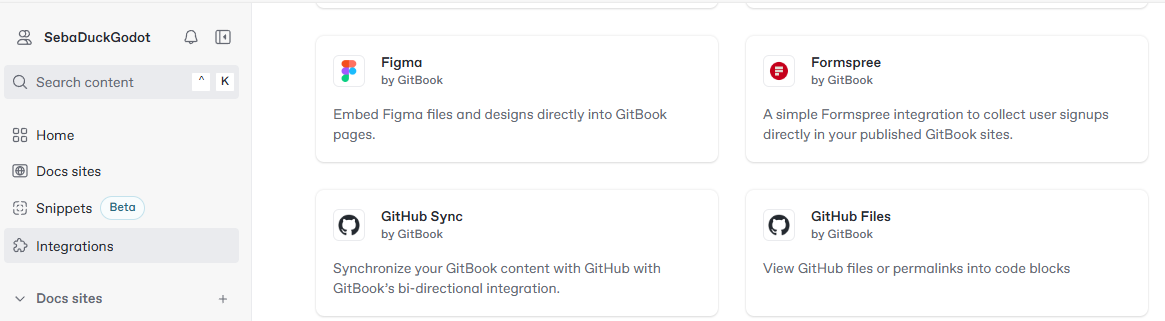 SebaDuckGodot
Search content
^ K
Home
Docs sites
Snippets Beta
Integrations
Docs sites +
Figma
by GitBook
Embed Figma files and designs directly into GitBook
pages.
Formspree
by GitBook
A simple Formspree integration to collect user signups
directly in your published GitBook sites.
GitHub Sync
by GitBook
Synchronize your GitBook content with GitHub with
GitBook’s bi-directional integration.
GitHub Files
by GitBook
View GitHub files or permalinks into code blocks